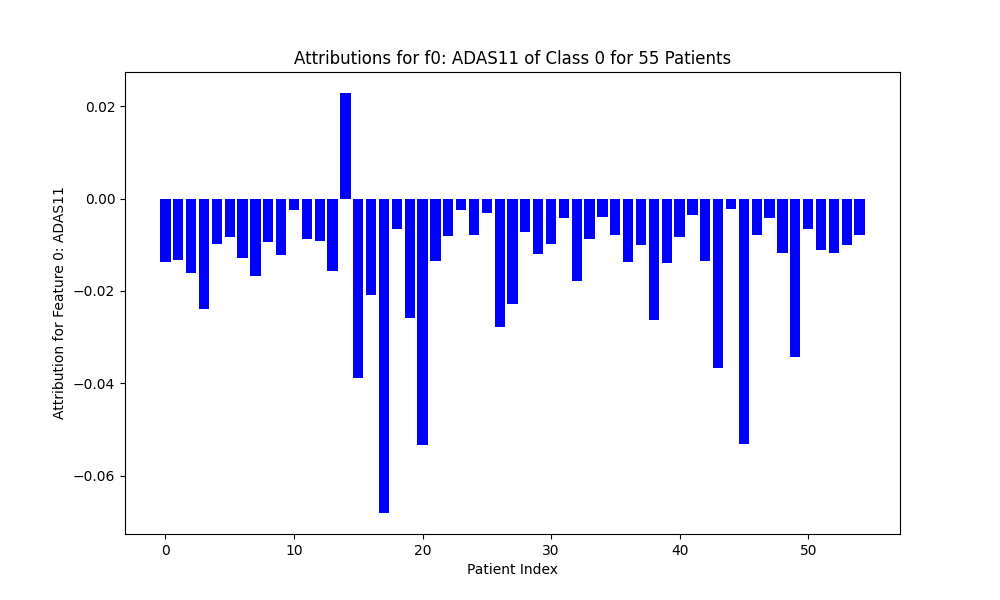 Attributions for f0: ADAS11 of Class 0 for 55 Patients
Attribution for Feature 0: ADAS11
0.02
0.00
−0.02
−0.04
−0.06
0 10 20 30 40 50
Patient Index